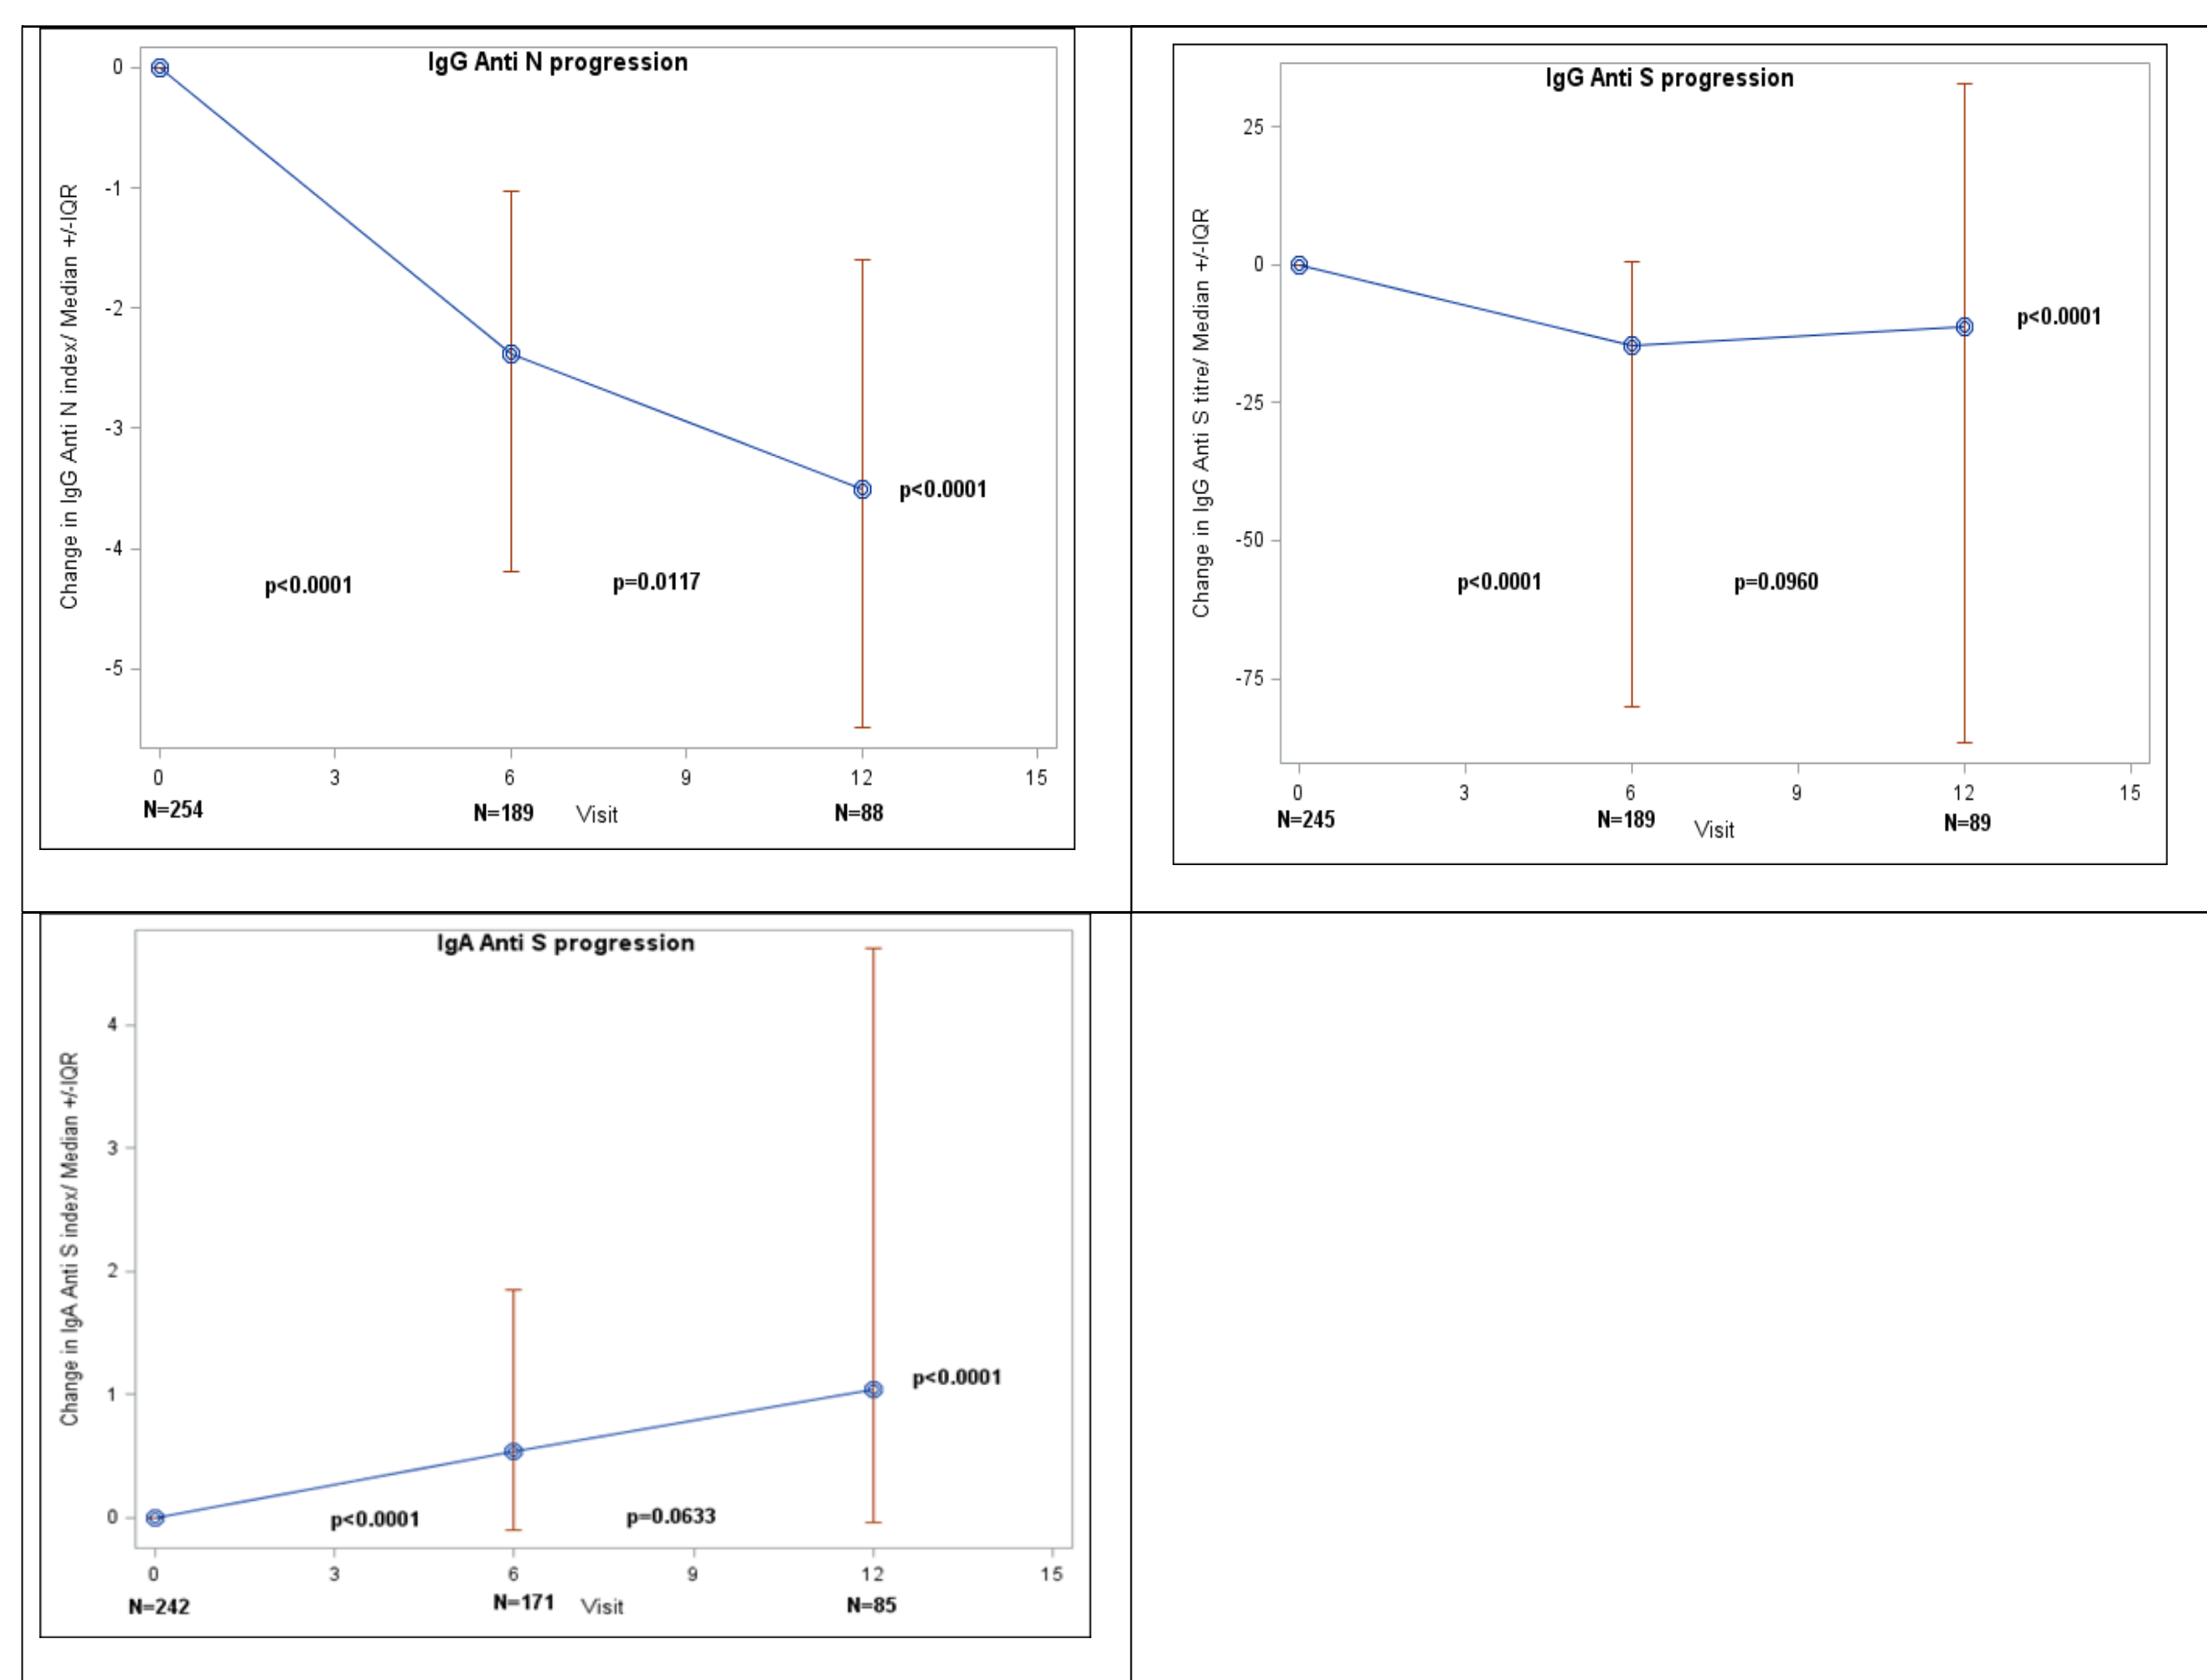 IgG Anti N progression
Change in IgG Anti N index/ Median +/-IQR
0
-1
-2
-3
-4
-5
p<0.0001
p=0.0117
p<0.0001
0 3 6 9 12 15
N=254 N=189 Visit N=88
IgG Anti S progression
Change in IgG Anti S titre/ Median +/-IQR
25
0
-25
-50
-75
p<0.0001
p<0.0001
p=0.0960
0 3 6 9 12 15
N=245 N=189 Visit N=89
IgA Anti S progression
Change in IgA Anti S index/ Median +/-IQR
4
3
2
1
0
p<0.0001
p<0.0001
p=0.0633
0 3 6 9 12 15
N=242 N=171 Visit N=85